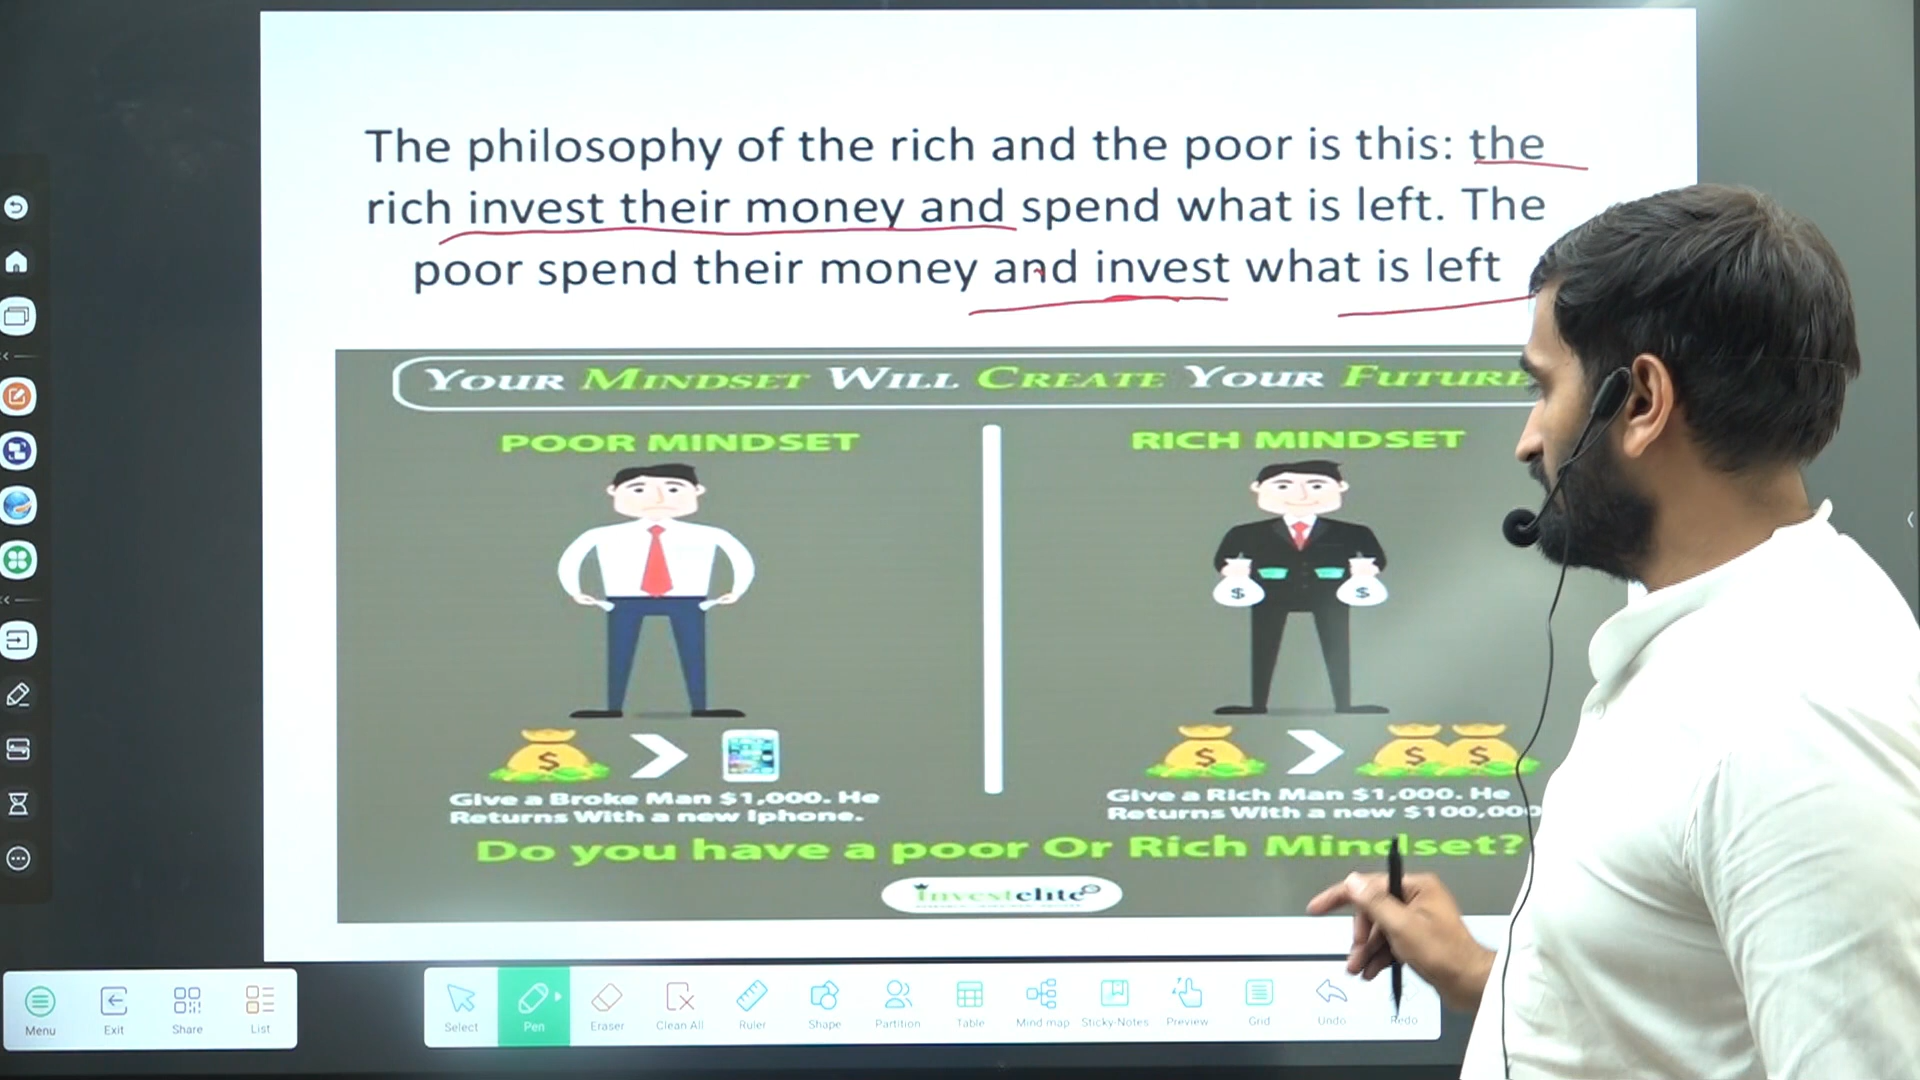 The philosophy of the rich and the poor is this: the
rich invest their money and spend what is left. The
poor spend their money and invest what is left
YOUR MINDSET WILL CREATE YOUR FUTURE
POOR MINDSET
RICH MINDSET
$
$
$
$
$
$
Give a Broke Man $1,000. He
Returns With a new Iphone.
Give a Rich Man $1,000. He
Returns With a new $100,000
Do you have a poor Or Rich Mindset?
investelite
Menu
Exit
Share
List
Select
Pen
Eraser
Clean All
Ruler
Shape
Partition
Table
Mind map
Sticky-Notes
Preview
Grid
Undo
Redo